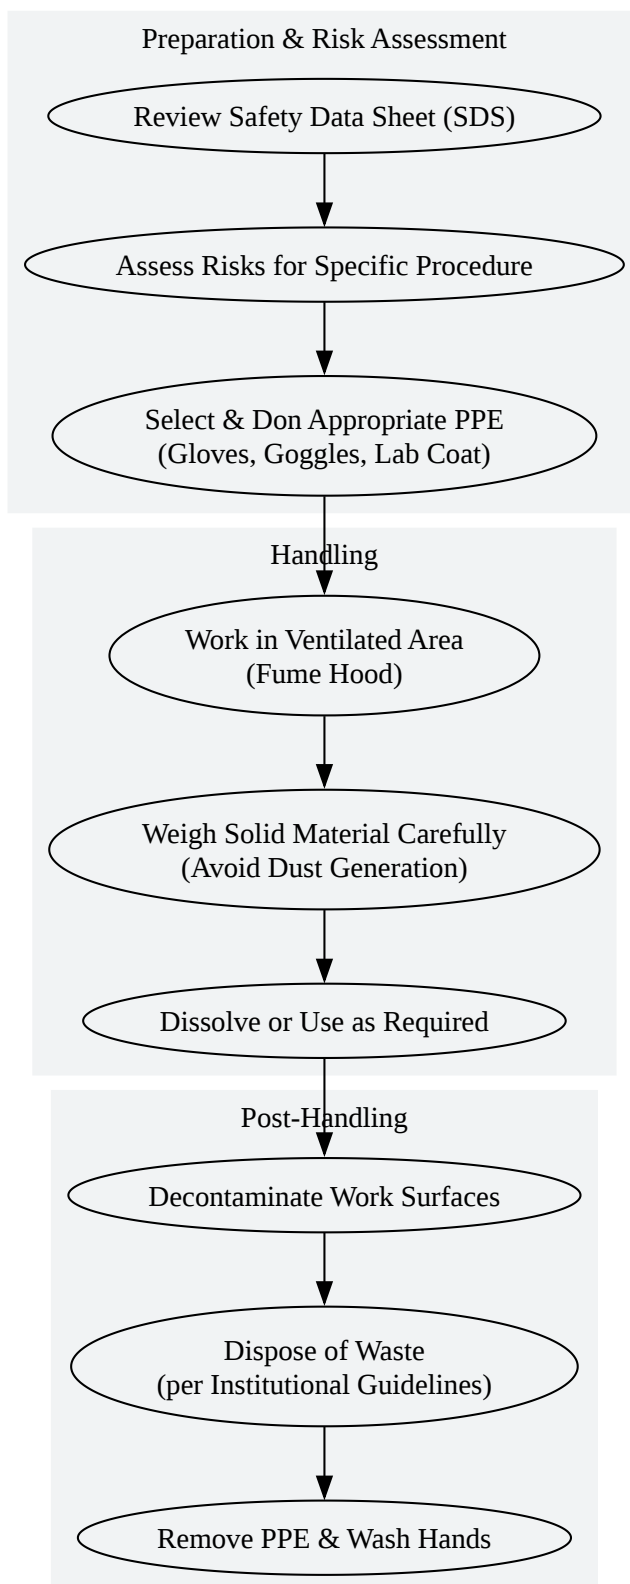 Preparation & Risk Assessment
Review Safety Data Sheet (SDS)
Assess Risks for Specific Procedure
Select & Don Appropriate PPE
(Gloves, Goggles, Lab Coat)
Handling
Work in Ventilated Area
(Fume Hood)
Weigh Solid Material Carefully
(Avoid Dust Generation)
Dissolve or Use as Required
Post-Handling
Decontaminate Work Surfaces
Dispose of Waste
(per Institutional Guidelines)
Remove PPE & Wash Hands